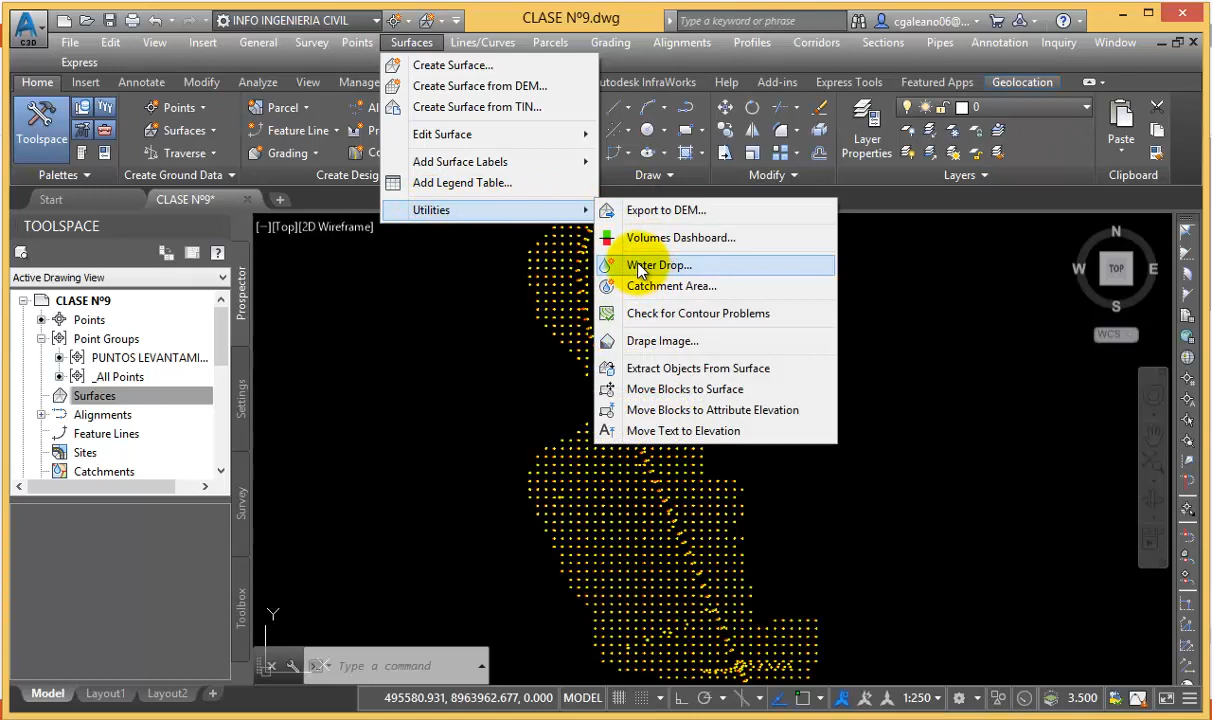 INFO INGENIERIA CIVIL
CLASE Nº9.dwg
Type a keyword or phrase
cgaleano06@...
A
C3D
File Edit View Insert General Survey Points Surfaces Lines/Curves Parcels Grading Alignments Profiles Corridors Sections Pipes Annotation Inquiry Window
Express
Home Insert Annotate Modify Analyze View Manage
utodesk InfraWorks Help Add-ins Express Tools Featured Apps Geolocation
Toolspace
Points
Surfaces
Traverse
Parcel
Feature Line
Grading
Al
Pr
Co
Layer
Properties
0
Paste
Palettes
Create Ground Data
Create Design
Draw
Modify
Layers
Clipboard
Start
CLASE Nº9*
Create Surface...
Create Surface from DEM...
Create Surface from TIN...
Edit Surface
Add Surface Labels
Add Legend Table...
Utilities
Export to DEM...
Volumes Dashboard...
Water Drop...
Catchment Area...
Check for Contour Problems
Drape Image...
Extract Objects From Surface
Move Blocks to Surface
Move Blocks to Attribute Elevation
Move Text to Elevation
TOOLSPACE
Active Drawing View
CLASE Nº9
Points
Point Groups
PUNTOS LEVANTAMI...
_All Points
Surfaces
Alignments
Feature Lines
Sites
Catchments
Prospector
Settings
Survey
Toolbox
[−][Top][2D Wireframe]
N
W TOP E
S
WCS
Y
Type a command
Model Layout1 Layout2
495580.931, 8963962.677, 0.000 MODEL
1:250
3.500